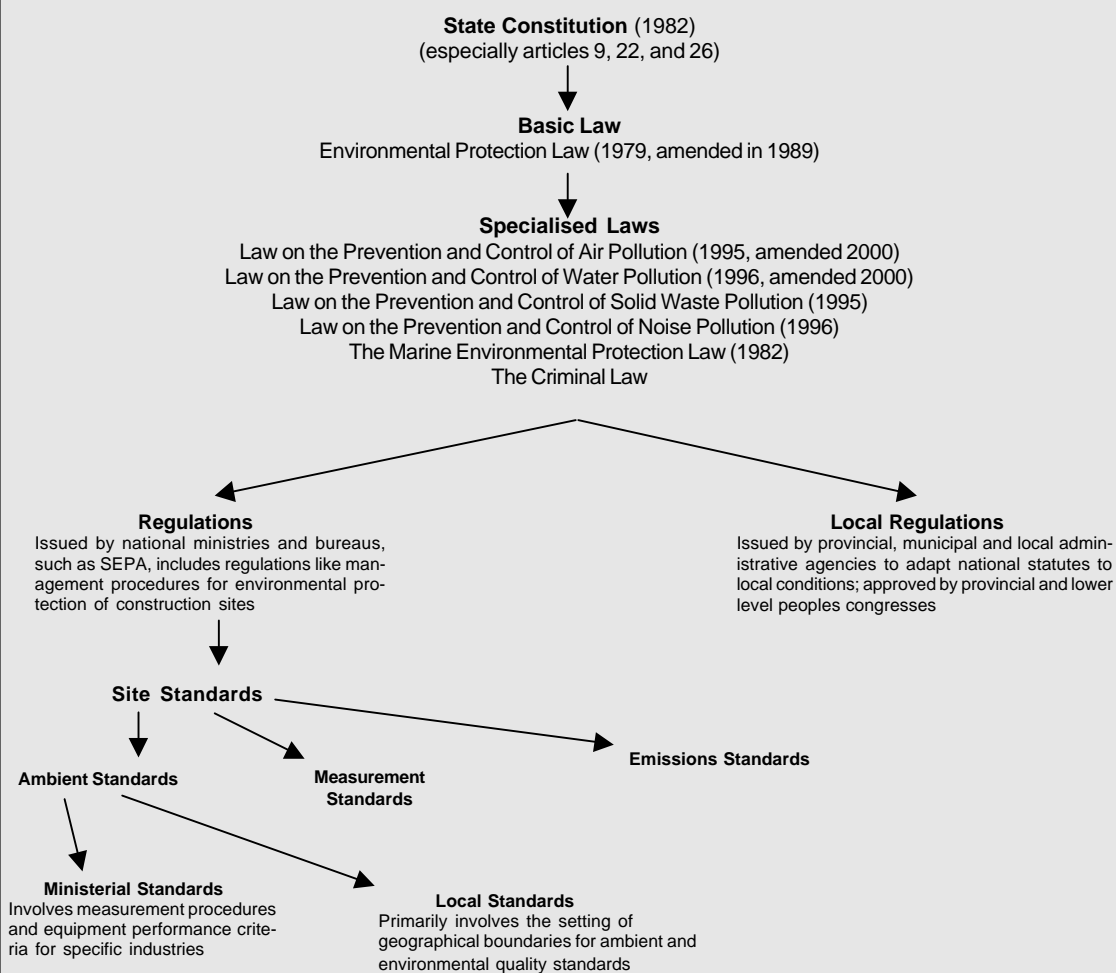 State Constitution (1982)
(especially articles 9, 22, and 26)
Basic Law
Environmental Protection Law (1979, amended in 1989)
Specialised Laws
Law on the Prevention and Control of Air Pollution (1995, amended 2000)
Law on the Prevention and Control of Water Pollution (1996, amended 2000)
Law on the Prevention and Control of Solid Waste Pollution (1995)
Law on the Prevention and Control of Noise Pollution (1996)
The Marine Environmental Protection Law (1982)
The Criminal Law
Regulations
Issued by national ministries and bureaus,
such as SEPA, includes regulations like man-
agement procedures for environmental pro-
tection of construction sites
Local Regulations
Issued by provincial, municipal and local admin-
istrative agencies to adapt national statutes to
local conditions; approved by provincial and lower
level peoples congresses
Site Standards
Emissions Standards
Ambient Standards
Measurement
Standards
Ministerial Standards
Involves measurement procedures
and equipment performance crite-
ria for specific industries
Local Standards
Primarily involves the setting of
geographical boundaries for ambient and
environmental quality standards